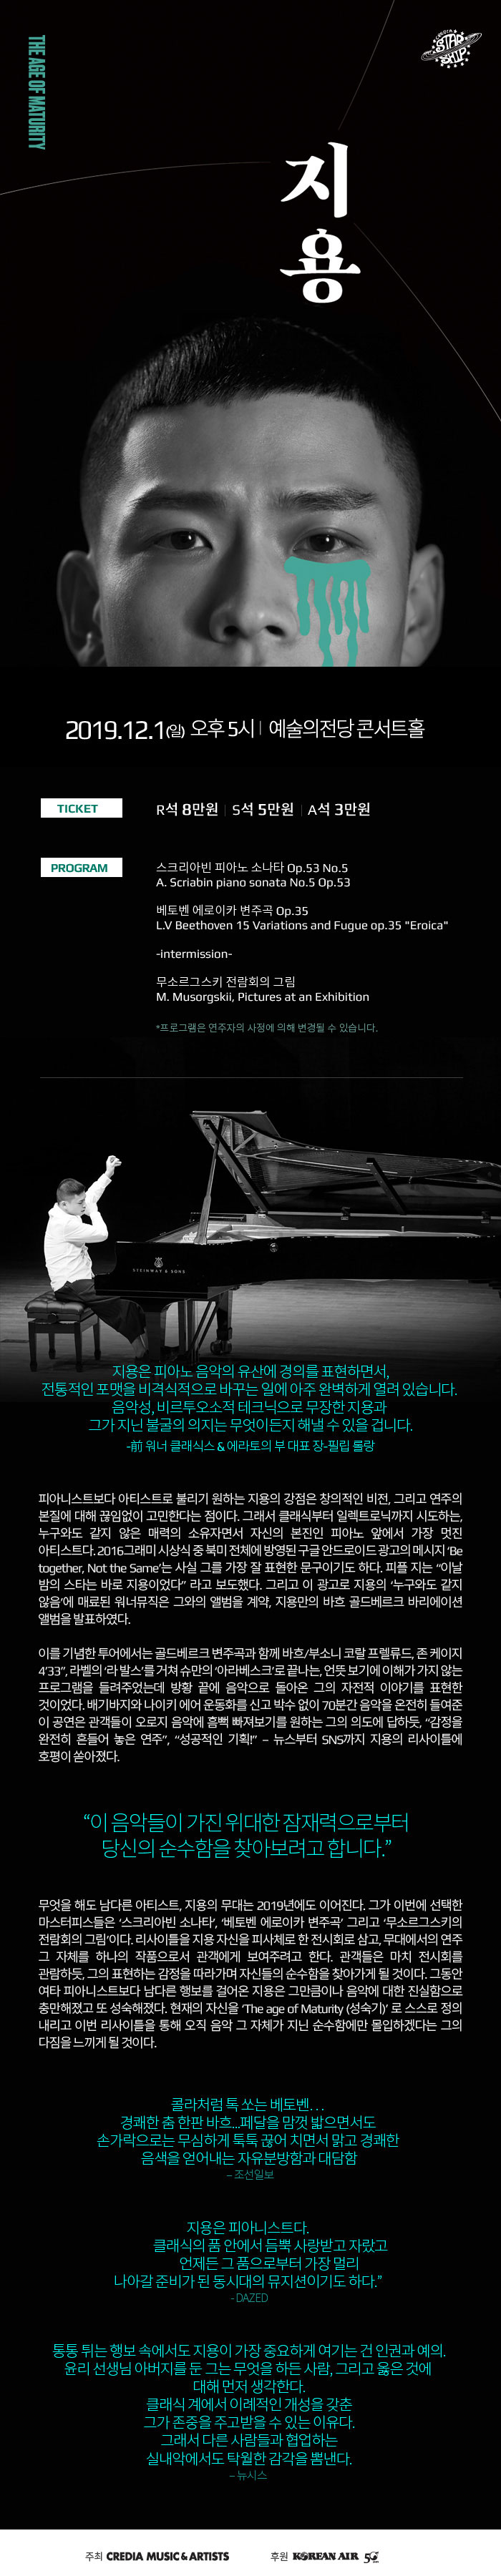 THE AGE OF MATURITY
CREDIA
STAR
SHIP
지
용
2019.12.1(일) 오후 5시 | 예술의전당 콘서트홀
TICKET
R석 8만원 | S석 5만원 | A석 3만원
PROGRAM
스크리아빈 피아노 소나타 Op.53 No.5
A. Scriabin piano sonata No.5 Op.53
베토벤 에로이카 변주곡 Op.35
L.V Beethoven 15 Variations and Fugue op.35 "Eroica"
-intermission-
무소르그스키 전람회의 그림
M. Musorgskii, Pictures at an Exhibition
*프로그램은 연주자의 사정에 의해 변경될 수 있습니다.
STEINWAY & SONS
지용은 피아노 음악의 유산에 경의를 표현하면서,
전통적인 포맷을 비격식적으로 바꾸는 일에 아주 완벽하게 열려 있습니다.
음악성, 비르투오소적 테크닉으로 무장한 지용과
그가 지닌 불굴의 의지는 무엇이든지 해낼 수 있을 겁니다.
-前 워너 클래식스 & 에라토의 부 대표 장-필립 롤랑
피아니스트보다 아티스트로 불리기 원하는 지용의 강점은 창의적인 비전, 그리고 연주의
본질에 대해 끊임없이 고민한다는 점이다. 그래서 클래식부터 일렉트로닉까지 시도하는,
누구와도 같지 않은 매력의 소유자면서 자신의 본진인 피아노 앞에서 가장 멋진
아티스트다. 2016그래미 시상식 중 북미 전체에 방영된 구글 안드로이드 광고의 메시지 ‘Be
together, Not the Same’는 사실 그를 가장 잘 표현한 문구이기도 하다. 피플 지는 “이날
밤의 스타는 바로 지용이었다” 라고 보도했다. 그리고 이 광고로 지용의 ‘누구와도 같지
않음’에 매료된 워너뮤직은 그와의 앨범을 계약, 지용만의 바흐 골드베르크 바리에이션
앨범을 발표하였다.
이를 기념한 투어에서는 골드베르크 변주곡과 함께 바흐/부소니 코랄 프렐류드, 존 케이지
4’33”, 라벨의 ‘라 발스’를 거쳐 슈만의 ‘아라베스크’로 끝나는, 언뜻 보기에 이해가 가지 않는
프로그램을 들려주었는데 방황 끝에 음악으로 돌아온 그의 자전적 이야기를 표현한
것이었다. 배기바지와 나이키 에어 운동화를 신고 박수 없이 70분간 음악을 온전히 들려준
이 공연은 관객들이 오로지 음악에 흠뻑 빠져보기를 원하는 그의 의도에 답하듯, “감정을
완전히 흔들어 놓은 연주”, “성공적인 기획!” – 뉴스부터 SNS까지 지용의 리사이틀에
호평이 쏟아졌다.
“이 음악들이 가진 위대한 잠재력으로부터
당신의 순수함을 찾아보려고 합니다.”
무엇을 해도 남다른 아티스트, 지용의 무대는 2019년에도 이어진다. 그가 이번에 선택한
마스터피스들은 ‘스크리아빈 소나타’, ‘베토벤 에로이카 변주곡’ 그리고 ‘무소르그스키의
전람회의 그림’이다. 리사이틀을 지용 자신을 피사체로 한 전시회로 삼고, 무대에서의 연주
그 자체를 하나의 작품으로서 관객에게 보여주려고 한다. 관객들은 마치 전시회를
관람하듯, 그의 표현하는 감정을 따라가며 자신들의 순수함을 찾아가게 될 것이다. 그동안
여타 피아니스트보다 남다른 행보를 걸어온 지용은 그만큼이나 음악에 대한 진실함으로
충만해졌고 또 성숙해졌다. 현재의 자신을 ‘The age of Maturity (성숙기)’ 로 스스로 정의
내리고 이번 리사이틀을 통해 오직 음악 그 자체가 지닌 순수함에만 몰입하겠다는 그의
다짐을 느끼게 될 것이다.
콜라처럼 톡 쏘는 베토벤…
경쾌한 춤 한판 바흐...페달을 맘껏 밟으면서도
손가락으로는 무심하게 툭툭 끊어 치면서 맑고 경쾌한
음색을 얻어내는 자유분방함과 대담함
– 조선일보
지용은 피아니스트다.
클래식의 품 안에서 듬뿍 사랑받고 자랐고
언제든 그 품으로부터 가장 멀리
나아갈 준비가 된 동시대의 뮤지션이기도 하다.”
- DAZED
통통 튀는 행보 속에서도 지용이 가장 중요하게 여기는 건 인권과 예의.
윤리 선생님 아버지를 둔 그는 무엇을 하든 사람, 그리고 옳은 것에
대해 먼저 생각한다.
클래식 계에서 이례적인 개성을 갖춘
그가 존중을 주고받을 수 있는 이유다.
그래서 다른 사람들과 협업하는
실내악에서도 탁월한 감각을 뽐낸다.
– 뉴시스
주최 CREDIA MUSIC & ARTISTS 후원 KOREAN AIR 50